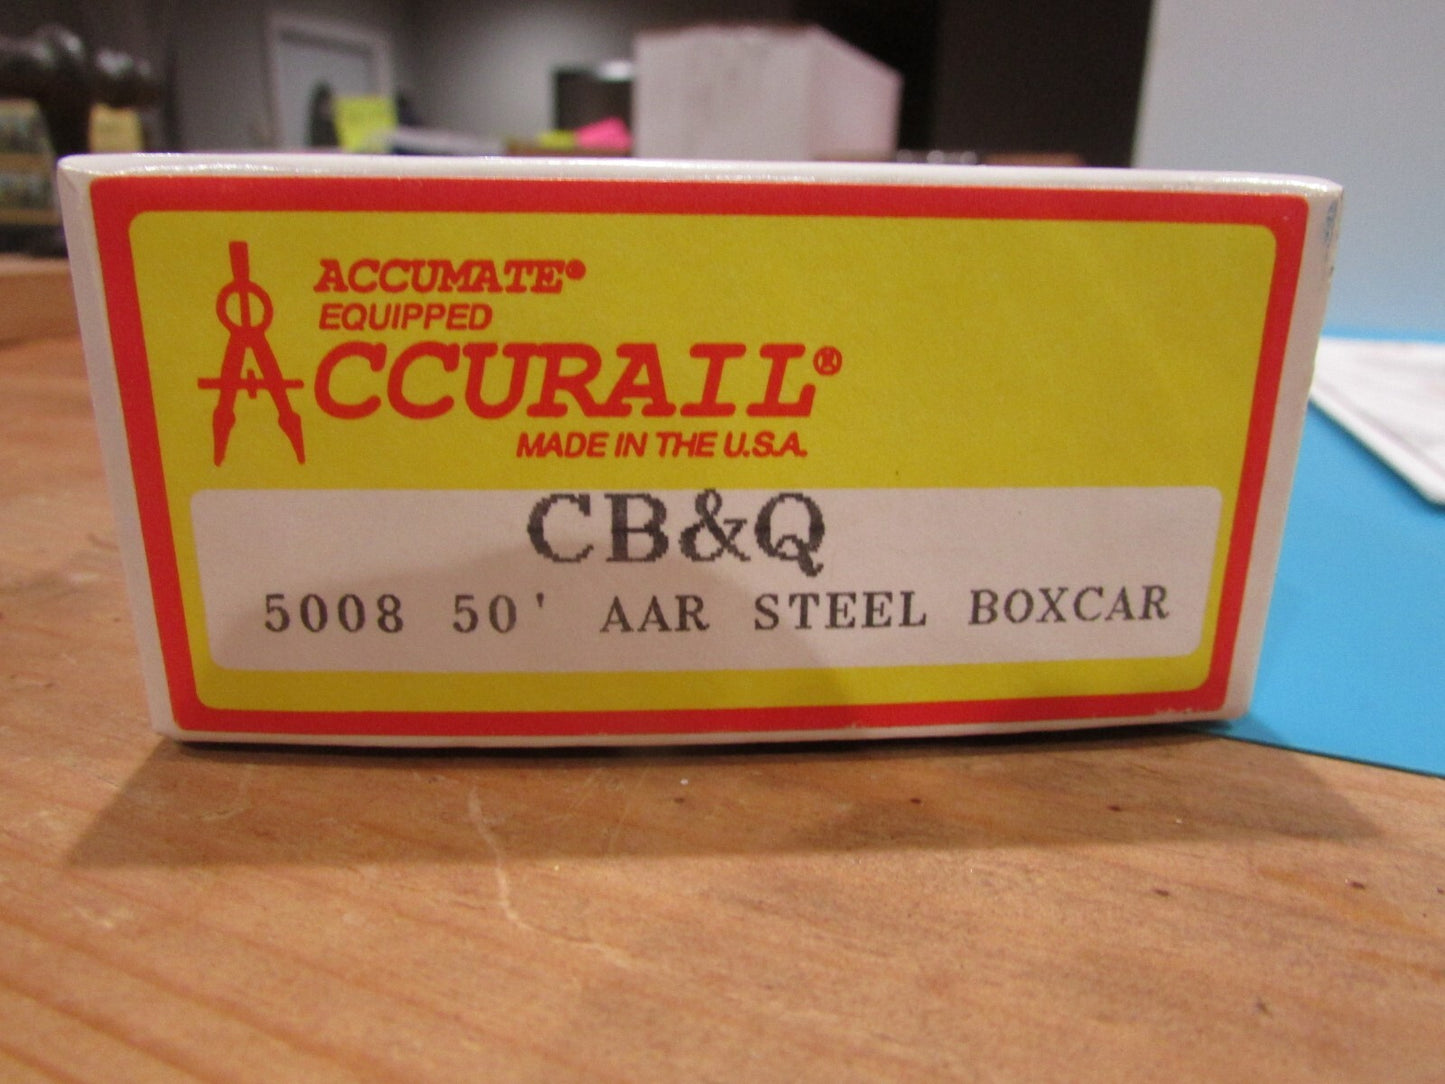 ACCUMATE®
EQUIPPED
ACCURAIL®
MADE IN THE U.S.A.
CB&Q
5008 50' AAR STEEL BOXCAR